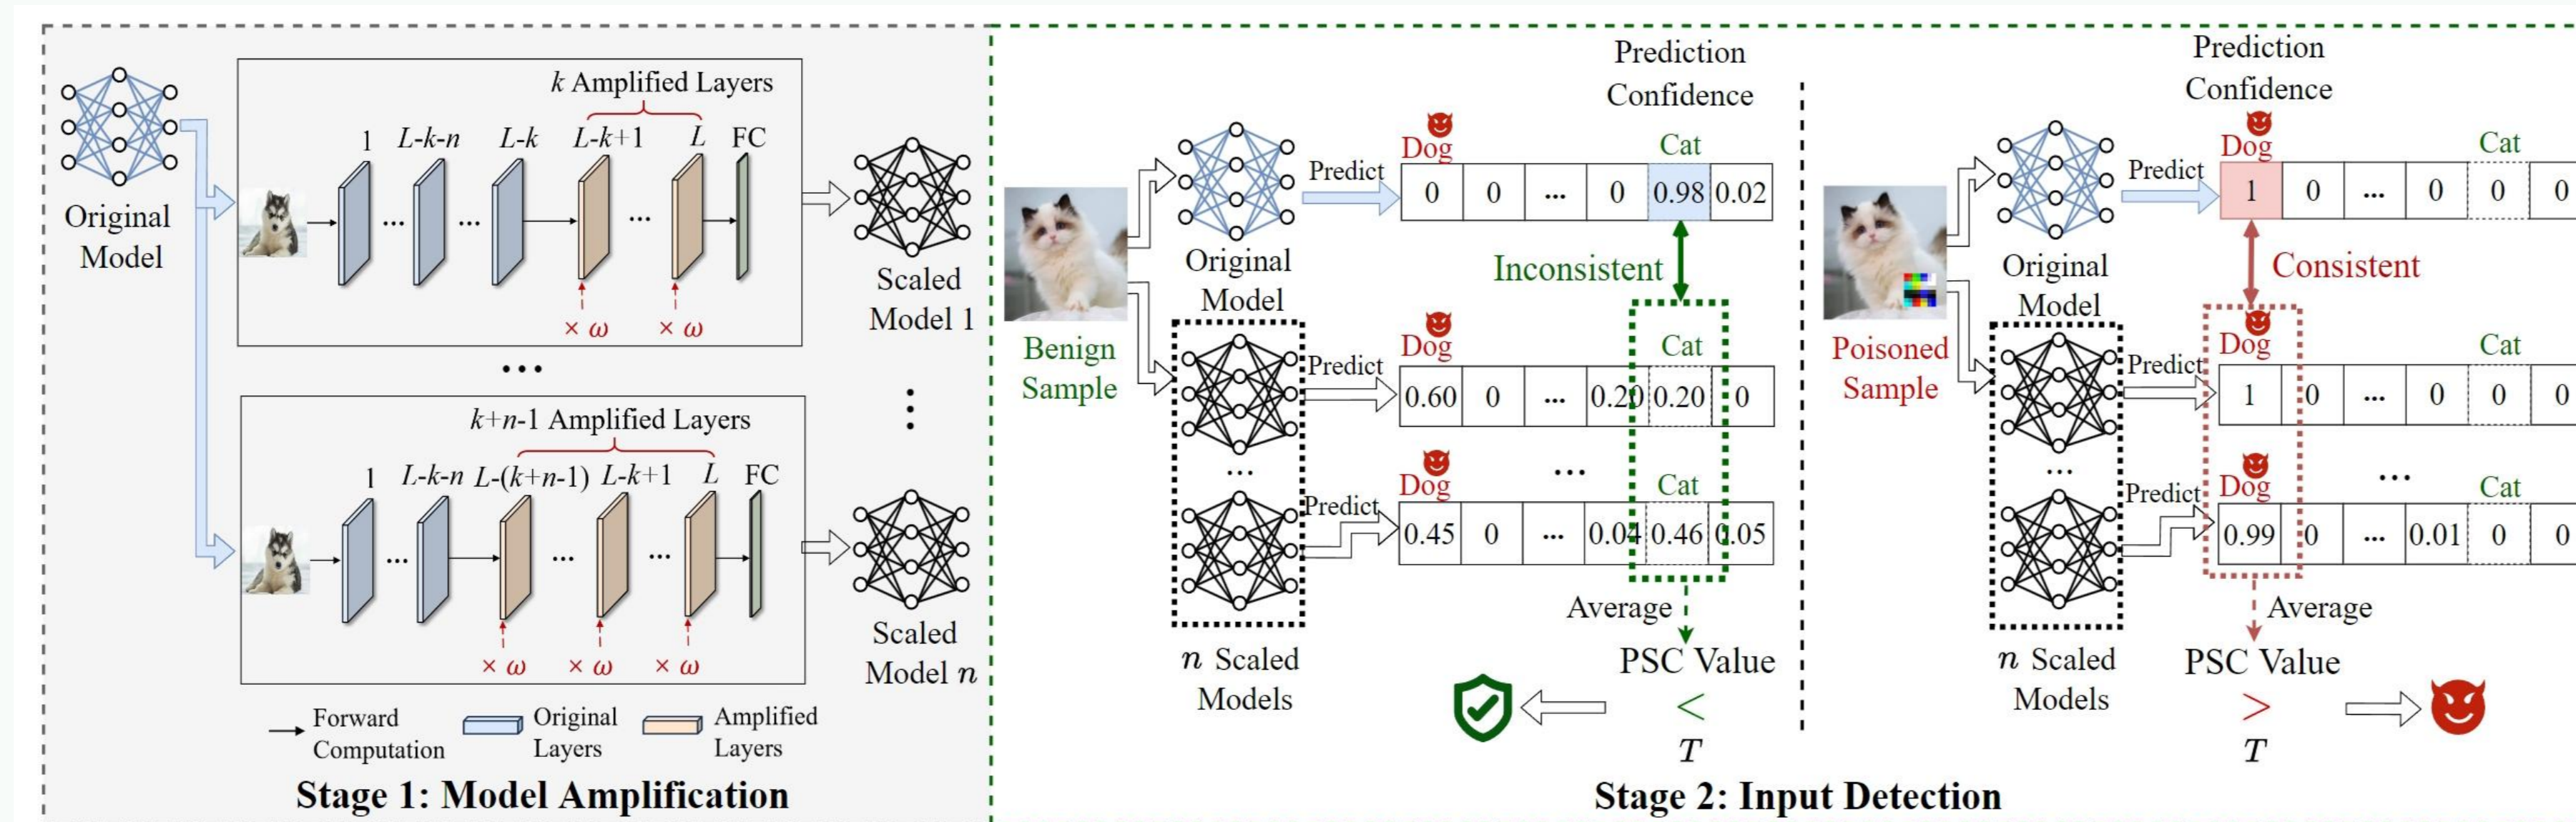 Original
Model
k Amplified Layers
1 L-k-n L-k L-k+1 L FC
× ω × ω
Scaled
Model 1
...
k+n-1 Amplified Layers
1 L-k-n L-(k+n-1) L-k+1 L FC
× ω × ω × ω
Scaled
Model n
Forward
Computation
Original
Layers
Amplified
Layers
Stage 1: Model Amplification
Benign
Sample
Original
Model
Predict
Prediction
Confidence
Dog Cat
0 0 ... 0 0.98 0.02
Inconsistent
Predict
Dog Cat
0.60 0 ... 0.20 0.20 0
... ...
Predict
Dog Cat
0.45 0 ... 0.04 0.46 0.05
n Scaled
Models
Average
PSC Value
<
T
Poisoned
Sample
Original
Model
Predict
Prediction
Confidence
Dog Cat
1 0 ... 0 0 0
Consistent
Predict
Dog Cat
1 0 ... 0 0 0
... ...
Predict
Dog Cat
0.99 0 ... 0.01 0 0
n Scaled
Models
Average
PSC Value
>
T
Stage 2: Input Detection